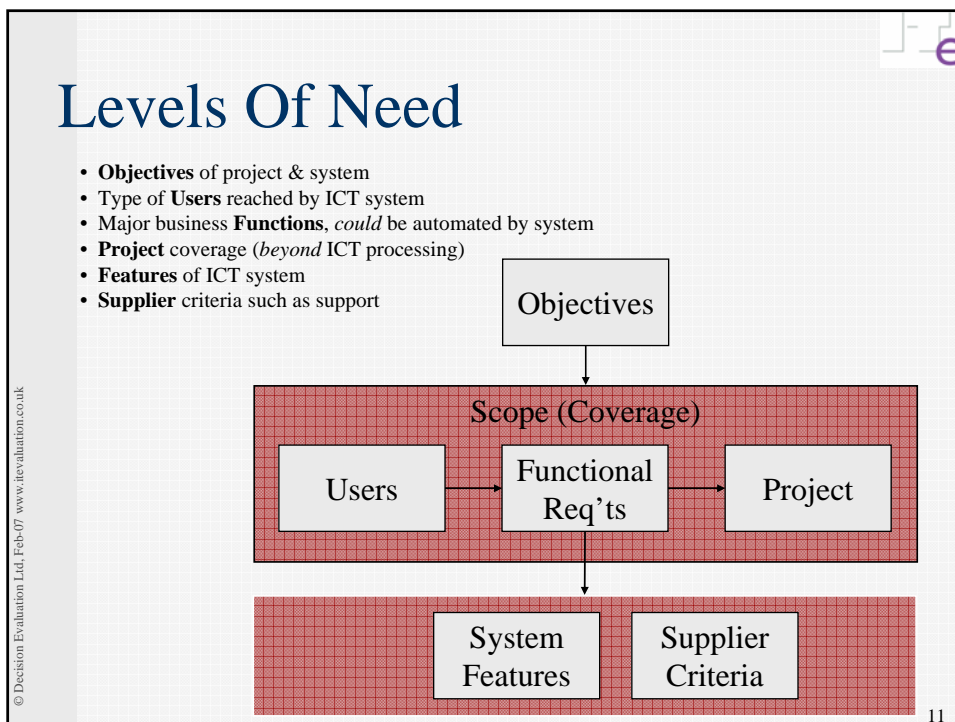 e
Levels Of Need
• Objectives of project & system
• Type of Users reached by ICT system
• Major business Functions, could be automated by system
• Project coverage (beyond ICT processing)
• Features of ICT system
• Supplier criteria such as support
Objectives
Scope (Coverage)
Users
Functional
Req’ts
Project
System
Features
Supplier
Criteria
© Decision Evaluation Ltd, Feb-07 www.itevaluation.co.uk
11